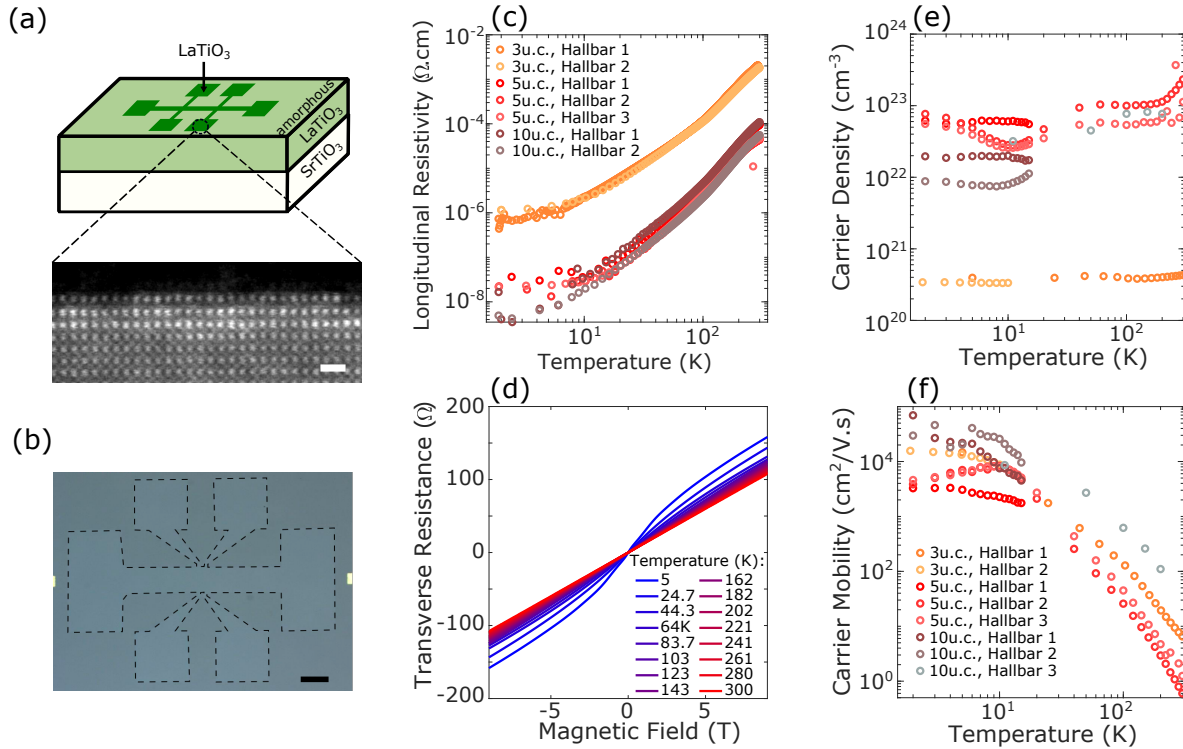 (a)
LaTiO₃
amorphous
LaTiO₃
SrTiO₃
(b)
(c)
Longitudinal Resistivity (Ω.cm)
10⁻²
10⁻⁴
10⁻⁶
10⁻⁸
3u.c., Hallbar 1
3u.c., Hallbar 2
5u.c., Hallbar 1
5u.c., Hallbar 2
5u.c., Hallbar 3
10u.c., Hallbar 1
10u.c., Hallbar 2
10¹ 10²
Temperature (K)
(d)
Transverse Resistance (Ω)
200
100
0
-100
-200
Temperature (K):
5 162
24.7 182
44.3 202
64K 221
83.7 241
103 261
123 280
143 300
-5 0 5
Magnetic Field (T)
(e)
Carrier Density (cm⁻³)
10²⁴
10²³
10²²
10²¹
10²⁰
10¹ 10²
Temperature (K)
(f)
Carrier Mobility (cm²/V.s)
10⁴
10²
10⁰
3u.c., Hallbar 1
3u.c., Hallbar 2
5u.c., Hallbar 1
5u.c., Hallbar 2
5u.c., Hallbar 3
10u.c., Hallbar 1
10u.c., Hallbar 2
10u.c., Hallbar 3
10¹ 10²
Temperature (K)